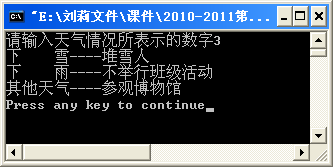 "E:\刘莉文件\课件\2010-2011第...
请输入天气情况所表示的数字3
下    雪----堆雪人
下    雨----不举行班级活动
其他天气----参观博物馆
Press any key to continue_